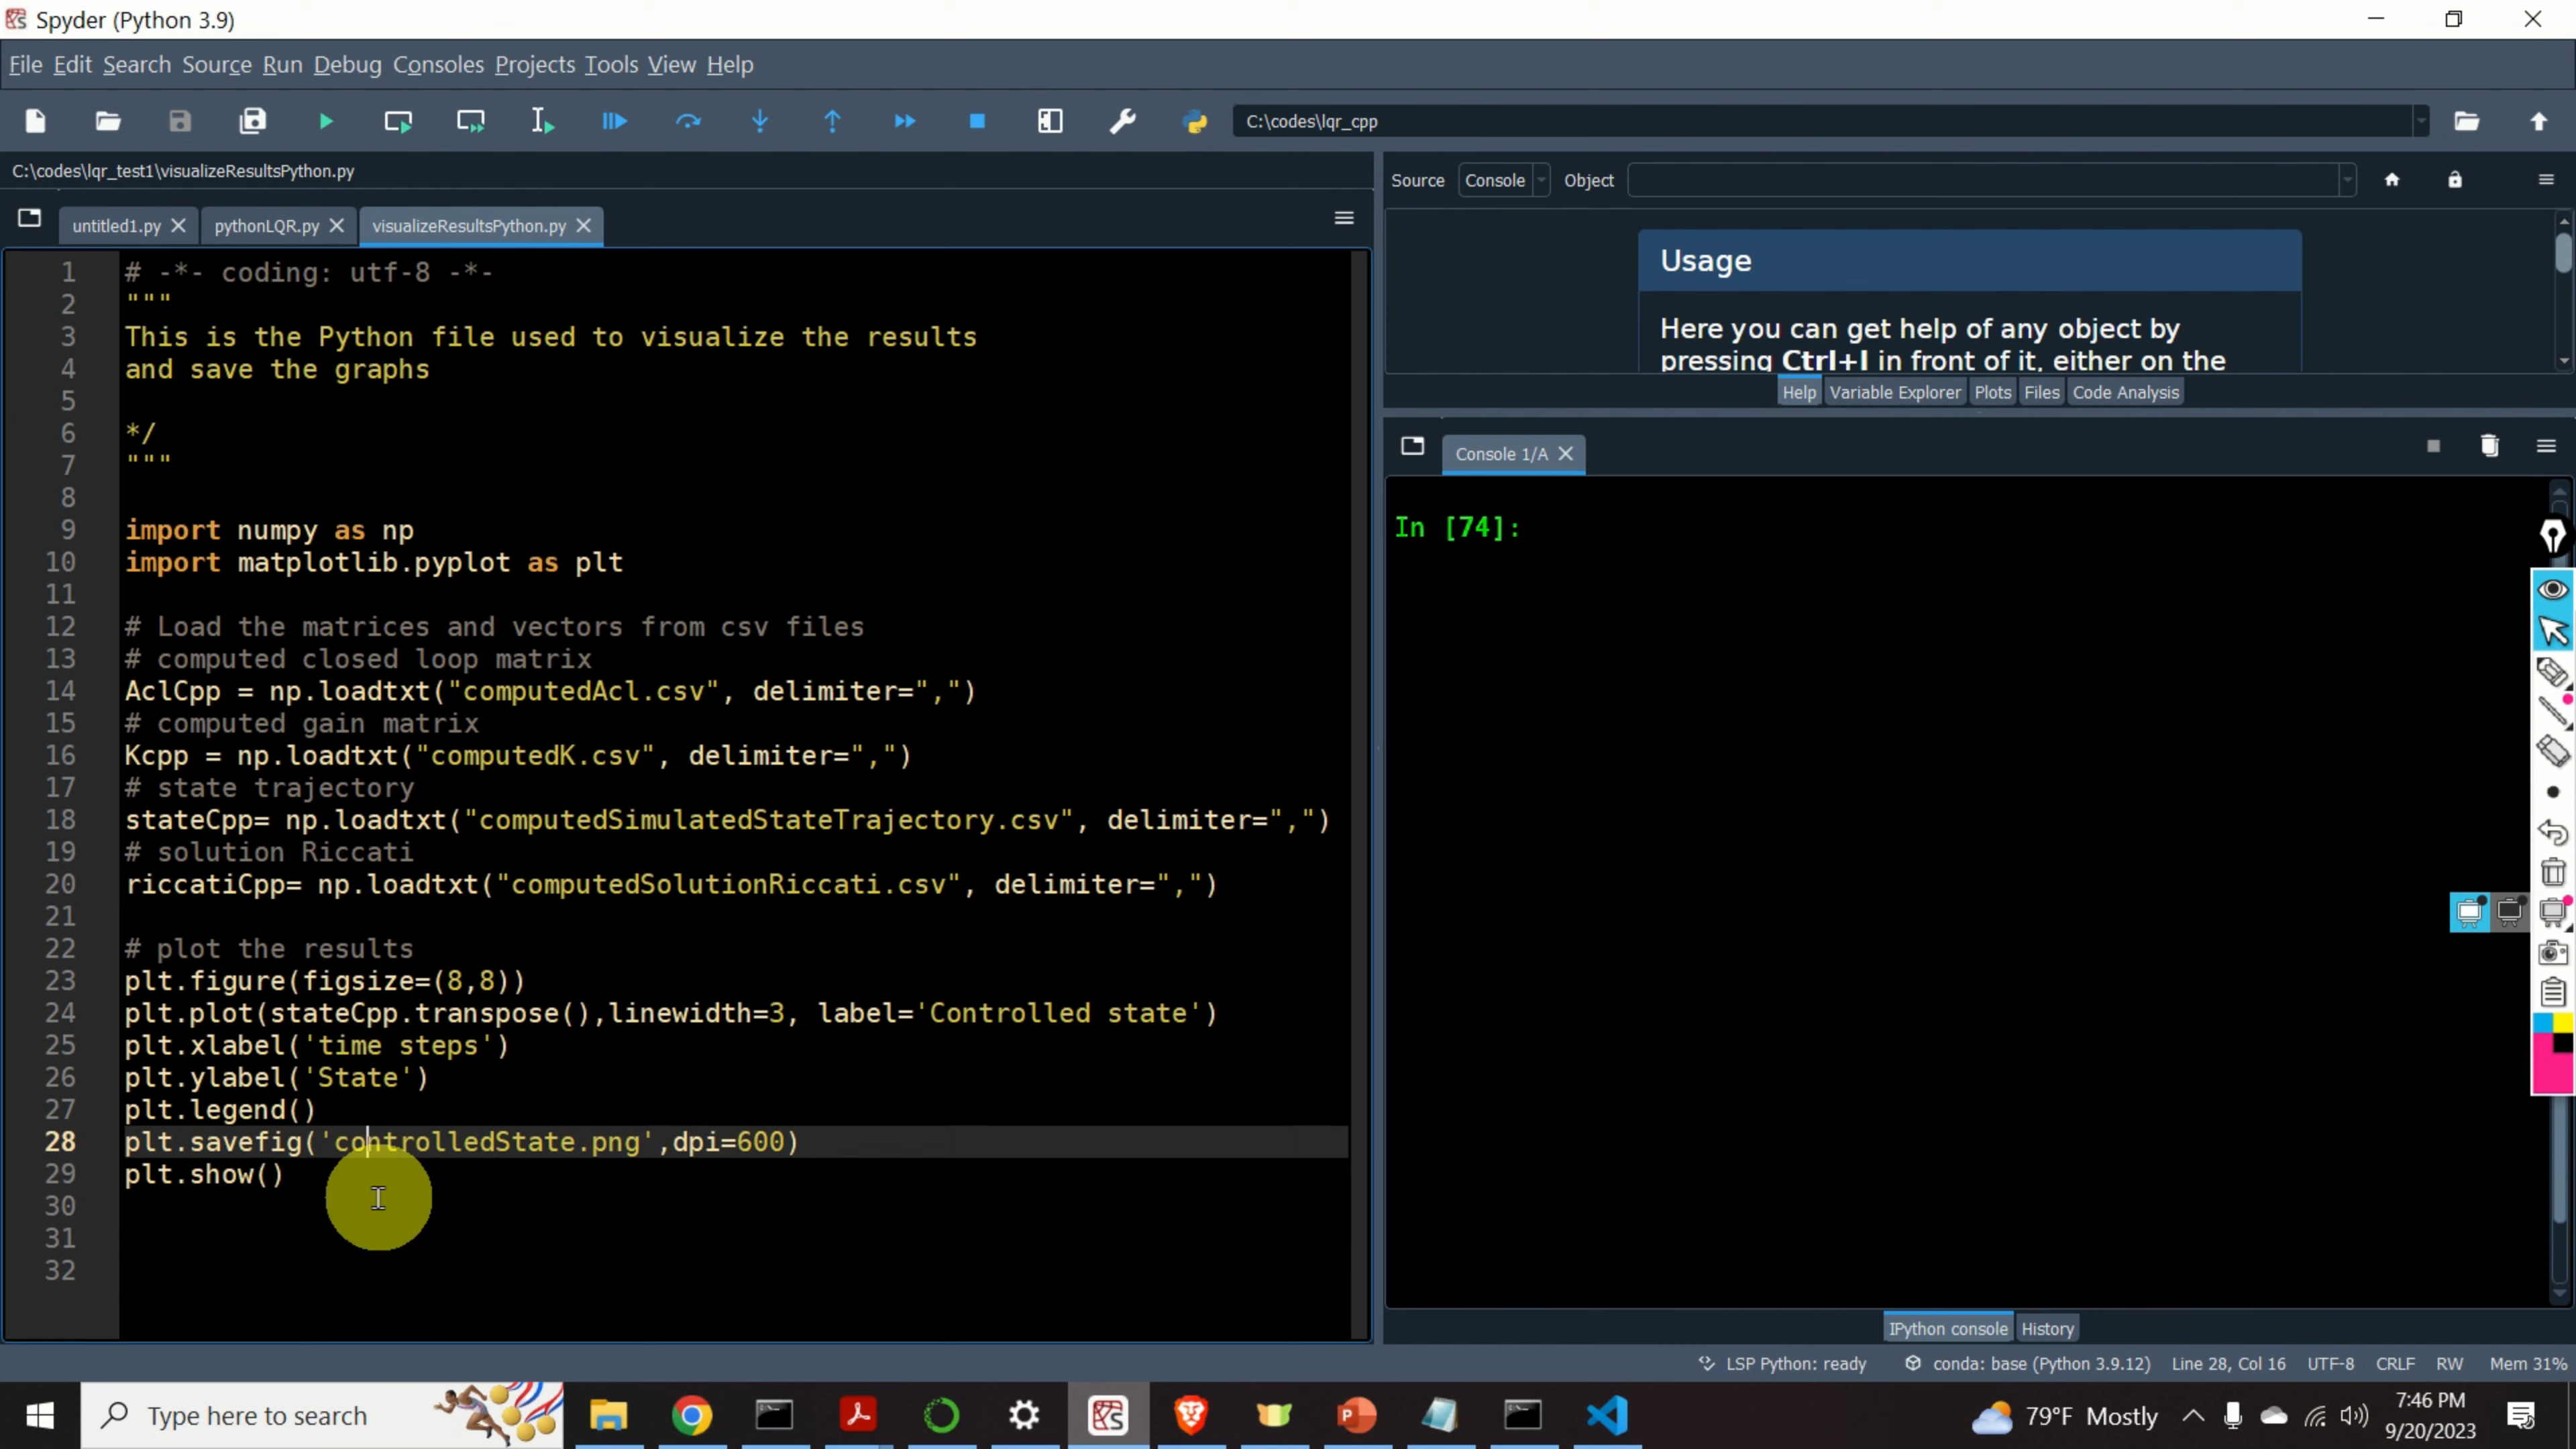 Spyder (Python 3.9)
File Edit Search Source Run Debug Consoles Projects Tools View Help
C:\codes\lqr_cpp
C:\codes\lqr_test1\visualizeResultsPython.py
untitled1.py
pythonLQR.py
visualizeResultsPython.py
1 # -*- coding: utf-8 -*-
2 """
3 This is the Python file used to visualize the results
4 and save the graphs
5
6 */
7 """
8
9 import numpy as np
10 import matplotlib.pyplot as plt
11
12 # Load the matrices and vectors from csv files
13 # computed closed loop matrix
14 AclCpp = np.loadtxt("computedAcl.csv", delimiter=",")
15 # computed gain matrix
16 Kcpp = np.loadtxt("computedK.csv", delimiter=",")
17 # state trajectory
18 stateCpp= np.loadtxt("computedSimulatedStateTrajectory.csv", delimiter=",")
19 # solution Riccati
20 riccatiCpp= np.loadtxt("computedSolutionRiccati.csv", delimiter=",")
21
22 # plot the results
23 plt.figure(figsize=(8,8))
24 plt.plot(stateCpp.transpose(),linewidth=3, label='Controlled state')
25 plt.xlabel('time steps')
26 plt.ylabel('State')
27 plt.legend()
28 plt.savefig('controlledState.png',dpi=600)
29 plt.show()
30
31
32
Source Console Object
Usage
Here you can get help of any object by
pressing Ctrl+I in front of it, either on the
Help Variable Explorer Plots Files Code Analysis
Console 1/A
In [74]:
IPython console History
LSP Python: ready conda: base (Python 3.9.12) Line 28, Col 16 UTF-8 CRLF RW Mem 31%
Type here to search
79°F Mostly
7:46 PM
9/20/2023